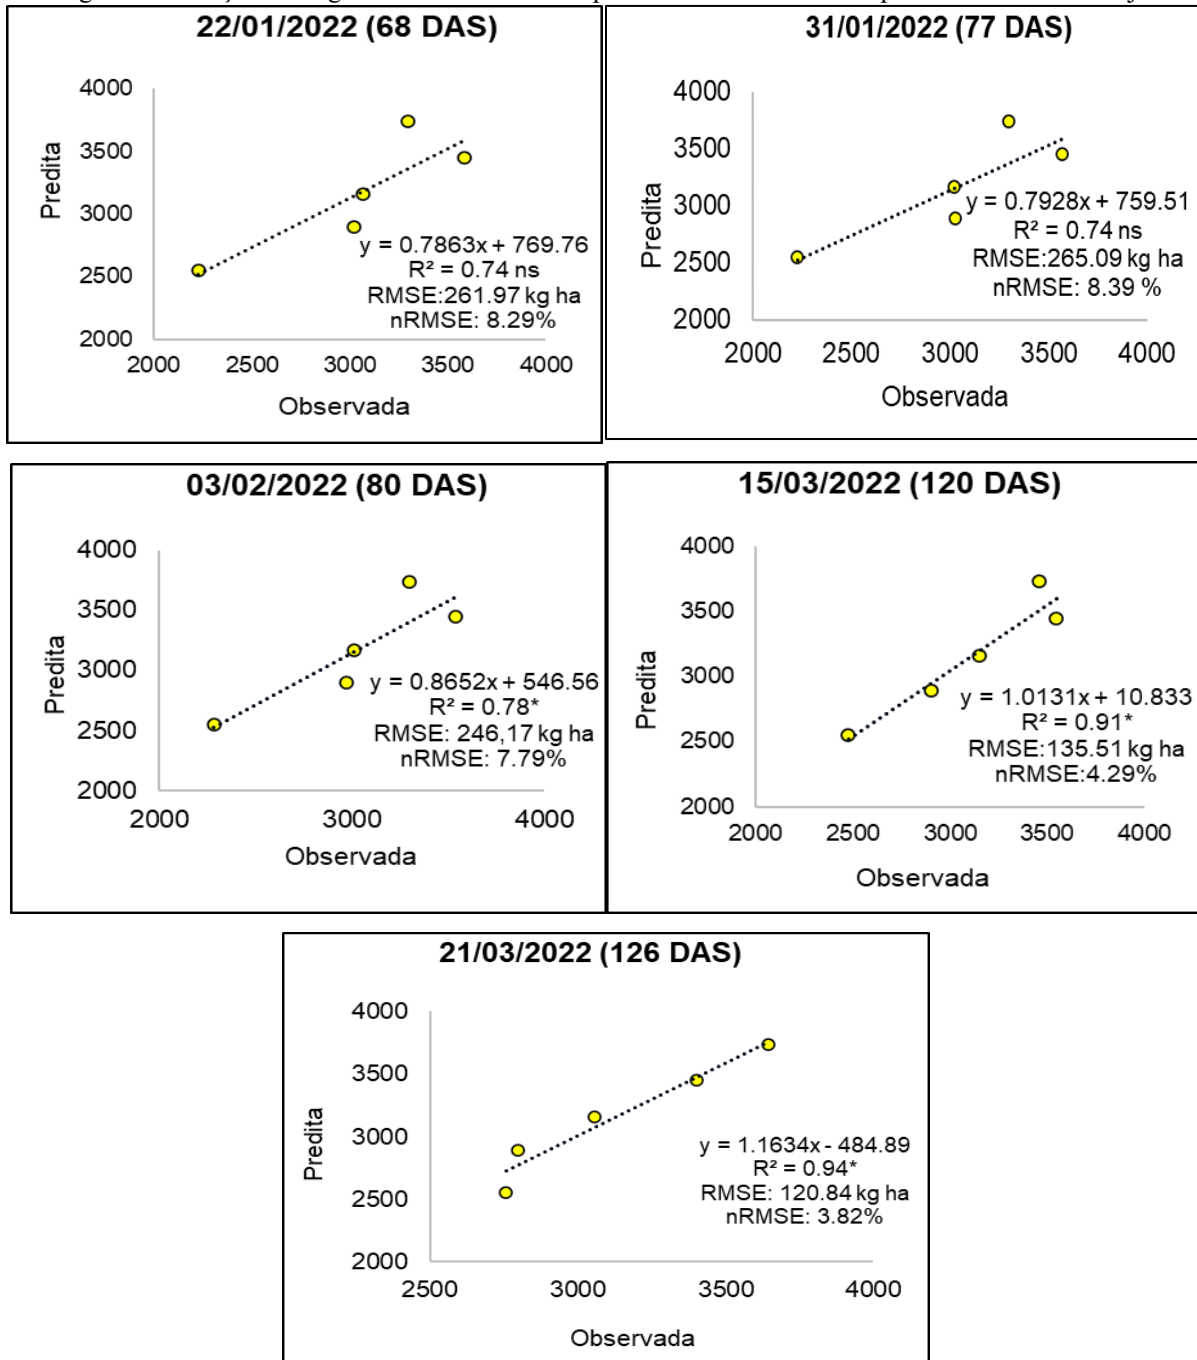 22/01/2022 (68 DAS)
4000
3500
3000
2500
2000
Predita
y = 0.7863x + 769.76
R² = 0.74 ns
RMSE:261.97 kg ha
nRMSE: 8.29%
2000 2500 3000 3500 4000
Observada
31/01/2022 (77 DAS)
4000
3500
3000
2500
2000
Predita
y = 0.7928x + 759.51
R² = 0.74 ns
RMSE:265.09 kg ha
nRMSE: 8.39 %
2000 2500 3000 3500 4000
Observada
03/02/2022 (80 DAS)
4000
3500
3000
2500
2000
Predita
y = 0.8652x + 546.56
R² = 0.78*
RMSE: 246,17 kg ha
nRMSE: 7.79%
2000 3000 4000
Observada
15/03/2022 (120 DAS)
4000
3500
3000
2500
2000
Predita
y = 1.0131x + 10.833
R² = 0.91*
RMSE:135.51 kg ha
nRMSE:4.29%
2000 2500 3000 3500 4000
Observada
21/03/2022 (126 DAS)
4000
3500
3000
2500
2000
Predita
y = 1.1634x - 484.89
R² = 0.94*
RMSE: 120.84 kg ha
nRMSE: 3.82%
2500 3000 3500 4000
Observada